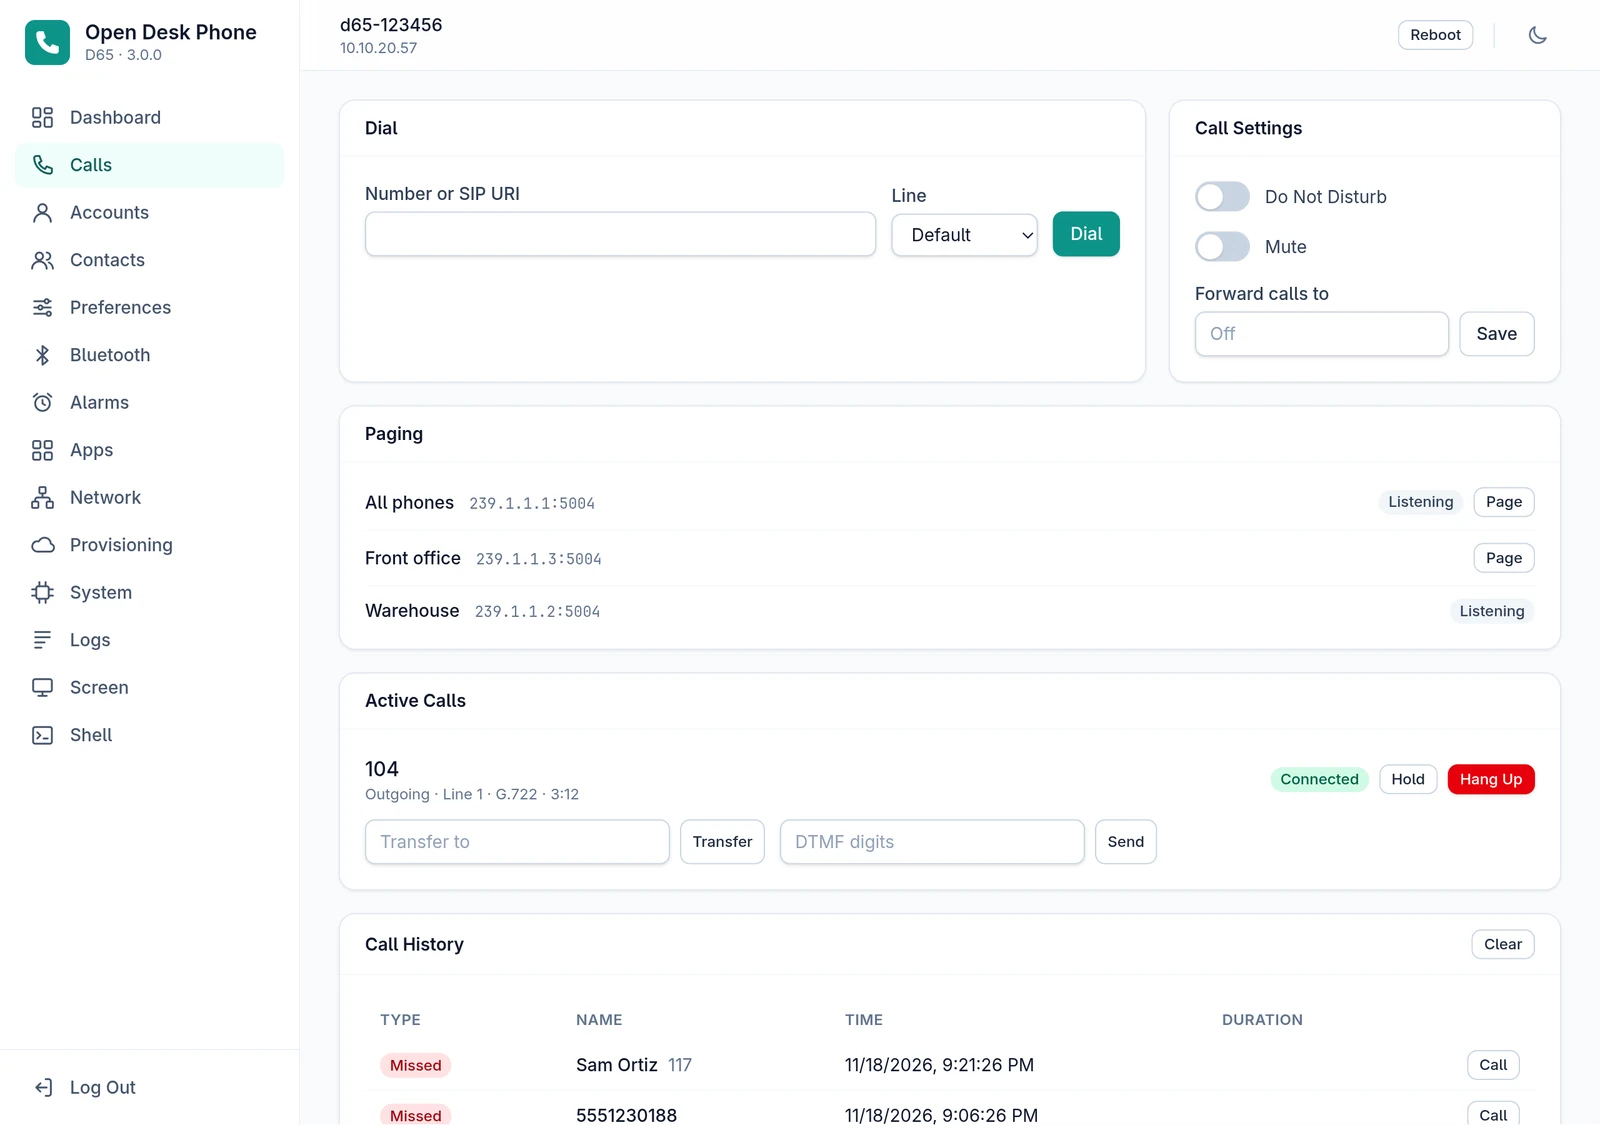 Open Desk Phone
D65 · 3.0.0
Dashboard
Calls
Accounts
Contacts
Preferences
Bluetooth
Alarms
Apps
Network
Provisioning
System
Logs
Screen
Shell
Log Out
d65-123456
10.10.20.57
Reboot
Dial
Number or SIP URI
Line
Default
Dial
Call Settings
Do Not Disturb
Mute
Forward calls to
Off
Save
Paging
All phones 239.1.1.1:5004 Listening Page
Front office 239.1.1.3:5004 Page
Warehouse 239.1.1.2:5004 Listening
Active Calls
104
Outgoing · Line 1 · G.722 · 3:12
Connected Hold Hang Up
Transfer to Transfer DTMF digits Send
Call History Clear
TYPE NAME TIME DURATION
Missed Sam Ortiz 117 11/18/2026, 9:21:26 PM Call
Missed 5551230188 11/18/2026, 9:06:26 PM Call